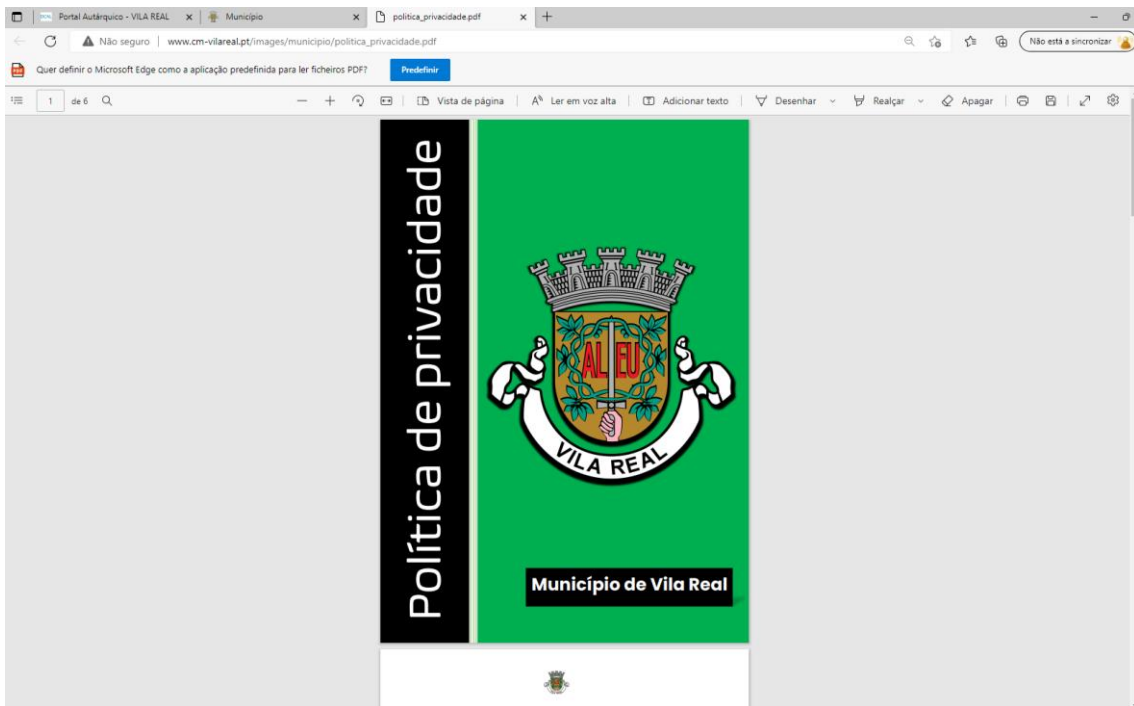 Portal Autárquico - VILA REAL
Município
politica_privacidade.pdf
Não seguro
www.cm-vilareal.pt/images/municipio/politica_privacidade.pdf
Não está a sincronizar
Quer definir o Microsoft Edge como a aplicação predefinida para ler ficheiros PDF?
Predefinir
1 de 6
Vista de página
Ler em voz alta
Adicionar texto
Desenhar
Realçar
Apagar
Política de privacidade
AL EU
VILA REAL
Município de Vila Real